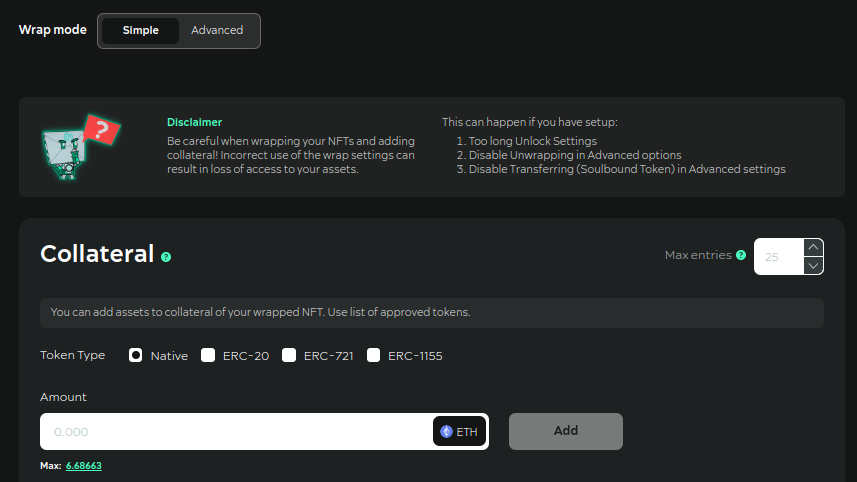 Wrap mode Simple Advanced
?
Disclaimer
Be careful when wrapping your NFTs and adding
collateral! Incorrect use of the wrap settings can
result in loss of access to your assets.
This can happen if you have setup:
1. Too long Unlock Settings
2. Disable Unwrapping in Advanced options
3. Disable Transferring (Soulbound Token) in Advanced settings
Collateral ?
Max entries ? 25
You can add assets to collateral of your wrapped NFT. Use list of approved tokens.
Token Type Native ERC-20 ERC-721 ERC-1155
Amount
0.000 ETH Add
Max: 6.68663